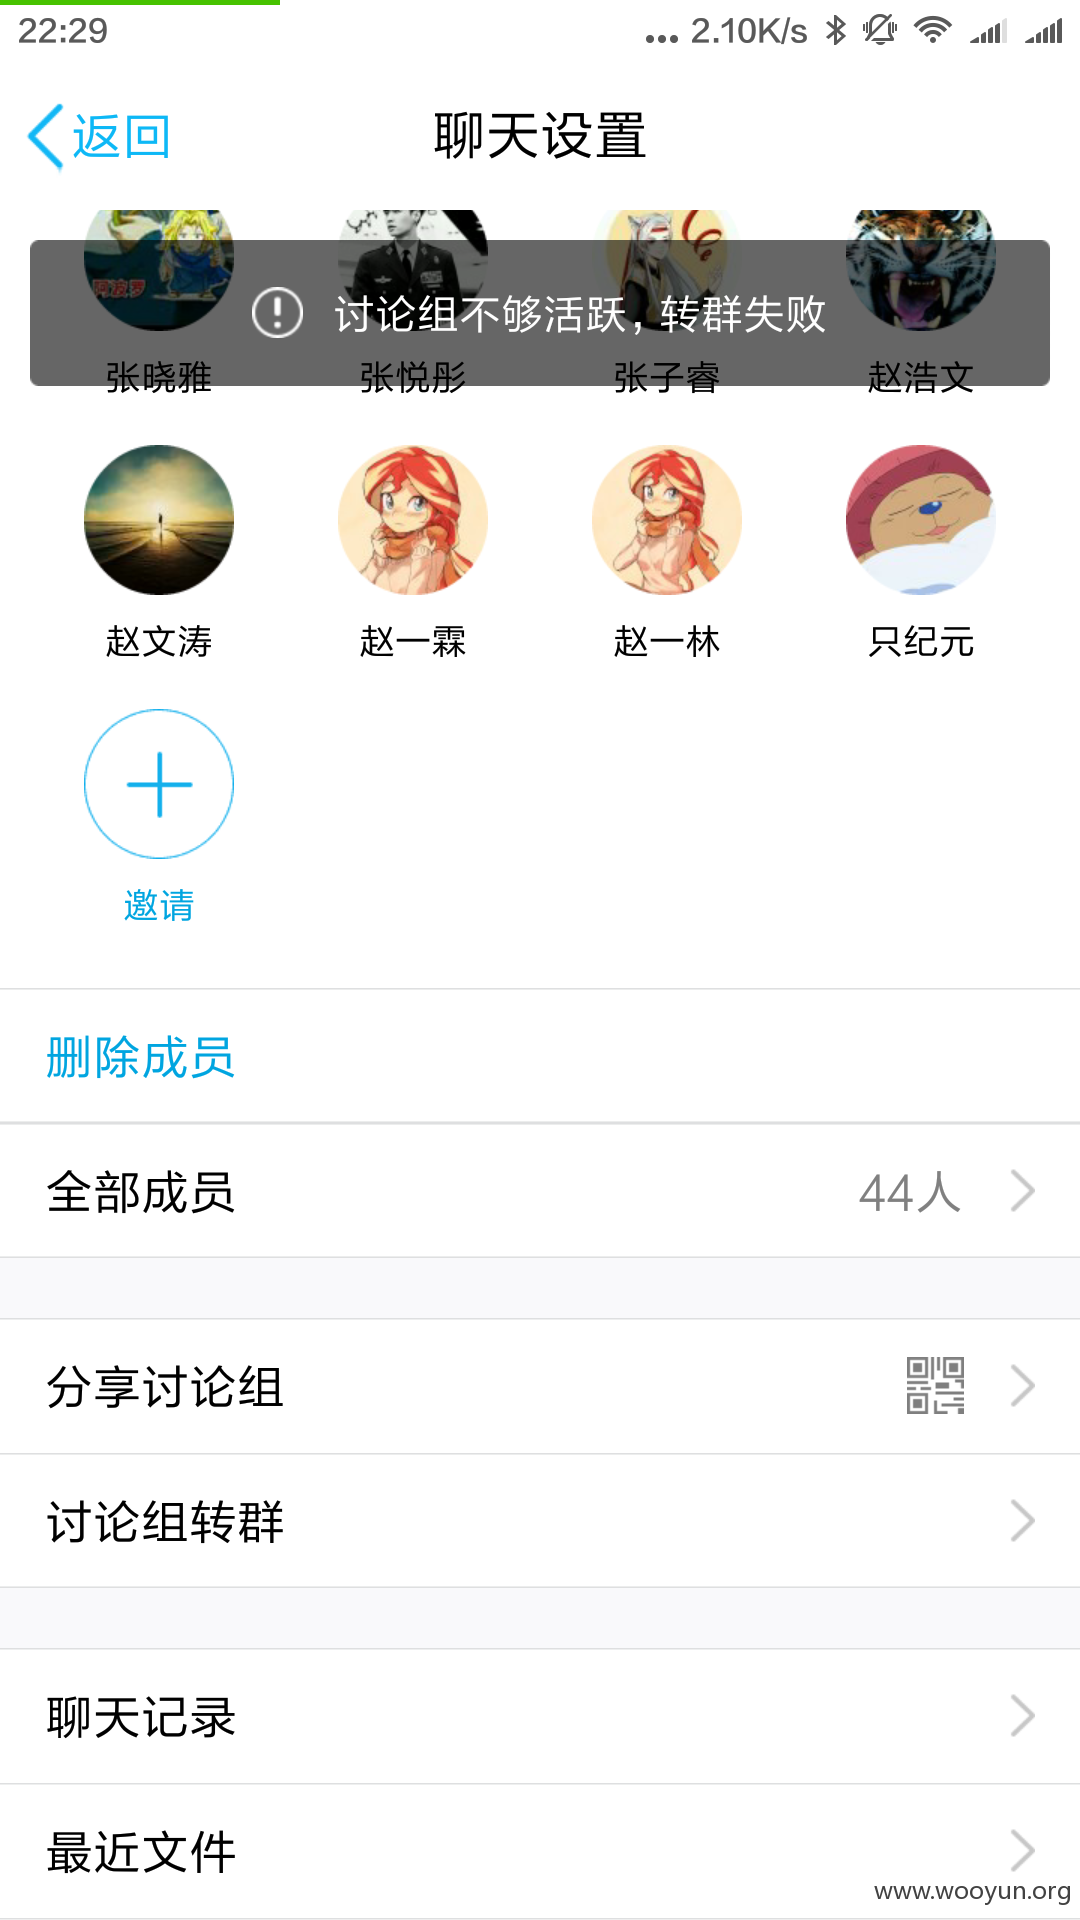 22:29
... 2.10K/s
返回
聊天设置
阿波罗
讨论组不够活跃，转群失败
张晓雅 张悦彤 张子睿 赵浩文
赵文涛 赵一霖 赵一林 只纪元
邀请
删除成员
全部成员 44人
分享讨论组
讨论组转群
聊天记录
最近文件
www.wooyun.org